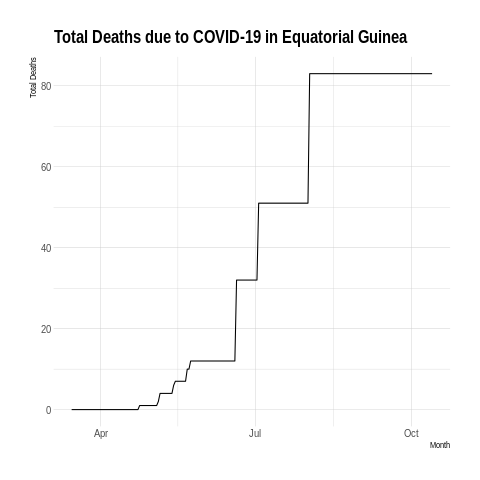 Total Deaths due to COVID-19 in Equatorial Guinea
Total Deaths
80
60
40
20
0
Apr Jul Oct
Month